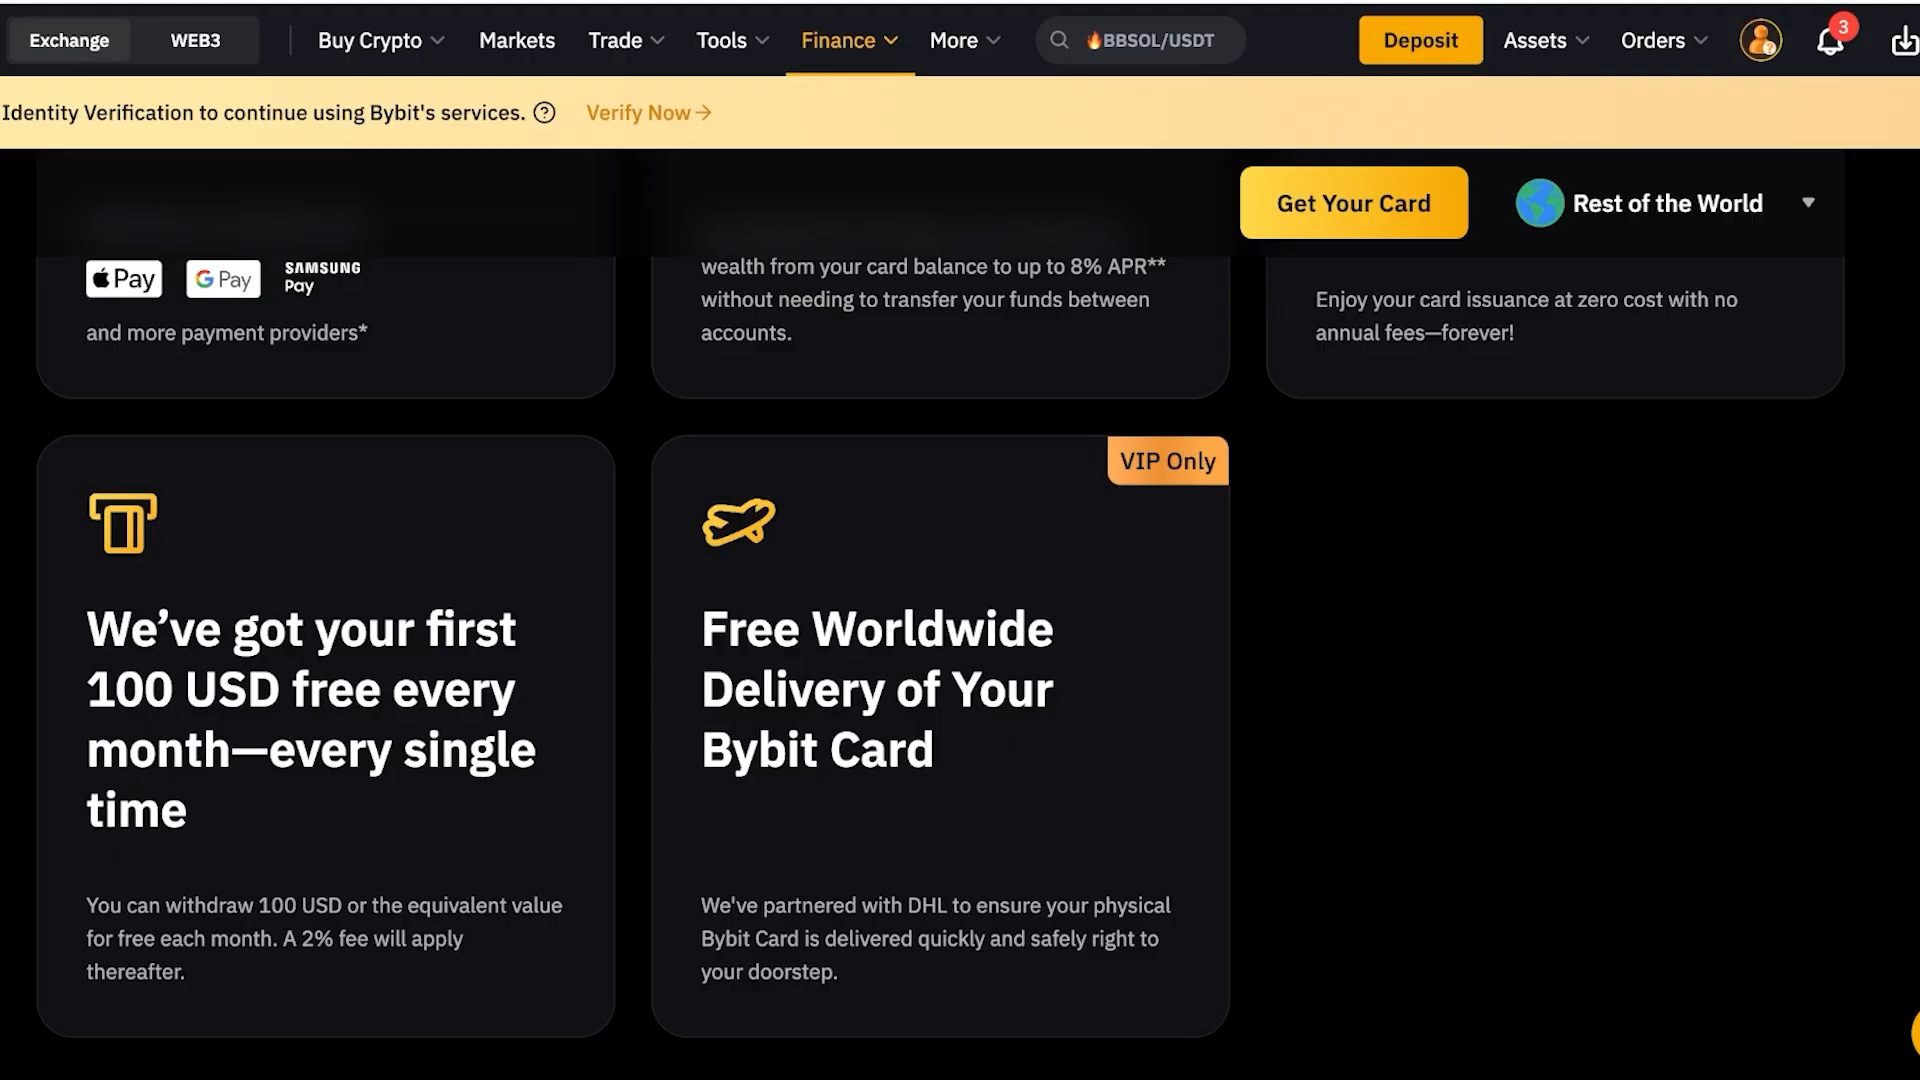 Exchange WEB3 Buy Crypto Markets Trade Tools Finance More 🔥BBSOL/USDT Deposit Assets Orders 3
Identity Verification to continue using Bybit's services. ? Verify Now →
Get Your Card Rest of the World
Pay G Pay SAMSUNG Pay
and more payment providers*
wealth from your card balance to up to 8% APR**
without needing to transfer your funds between
accounts.
Enjoy your card issuance at zero cost with no
annual fees—forever!
We’ve got your first
100 USD free every
month—every single
time
You can withdraw 100 USD or the equivalent value
for free each month. A 2% fee will apply
thereafter.
VIP Only
Free Worldwide
Delivery of Your
Bybit Card
We've partnered with DHL to ensure your physical
Bybit Card is delivered quickly and safely right to
your doorstep.